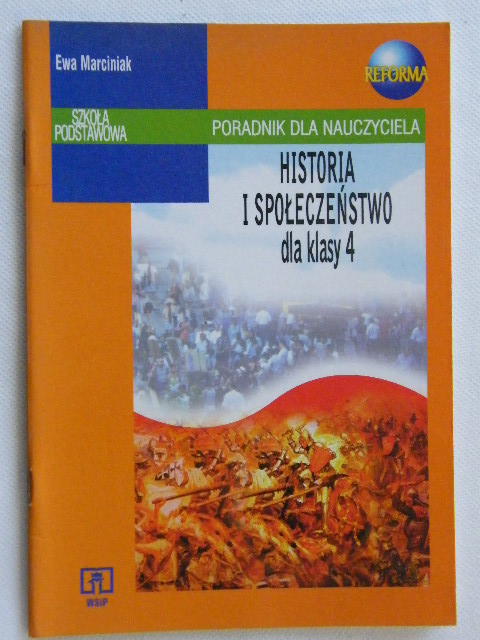 Ewa Marciniak
REFORMA
SZKOŁA
PODSTAWOWA
PORADNIK DLA NAUCZYCIELA
HISTORIA
I SPOŁECZEŃSTWO
dla klasy 4
WSiP